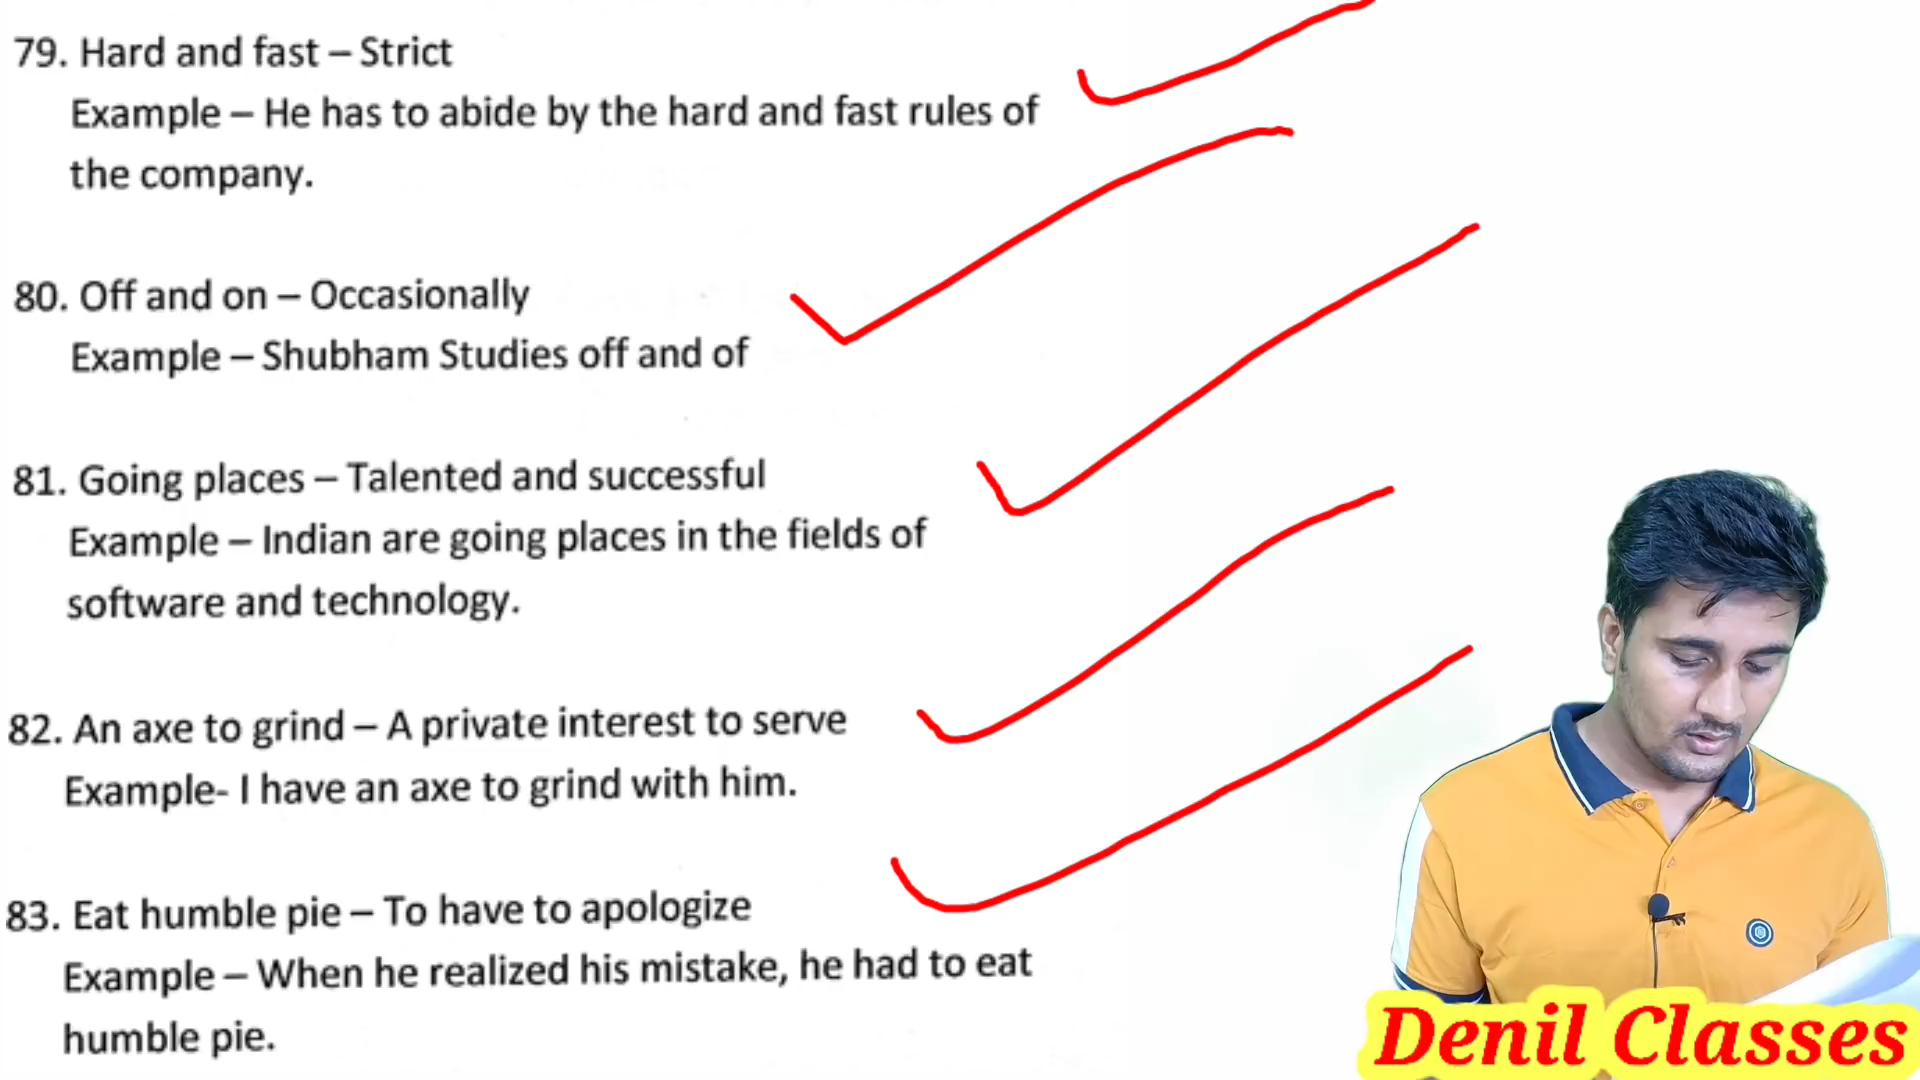 79. Hard and fast – Strict
Example – He has to abide by the hard and fast rules of
the company.
80. Off and on – Occasionally
Example – Shubham Studies off and of
81. Going places – Talented and successful
Example – Indian are going places in the fields of
software and technology.
82. An axe to grind – A private interest to serve
Example- I have an axe to grind with him.
83. Eat humble pie – To have to apologize
Example – When he realized his mistake, he had to eat
humble pie.
Denil Classes